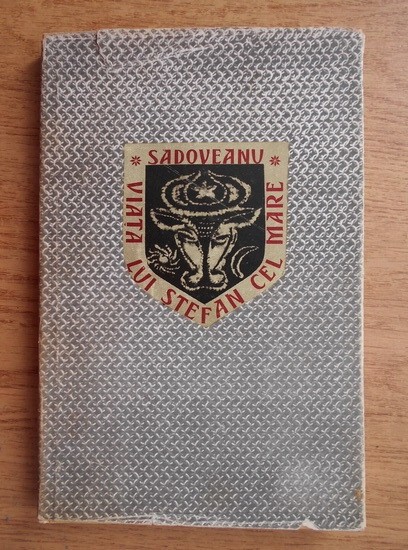 * SADOVEANU *
VIAȚA LUI ȘTEFAN CEL MARE